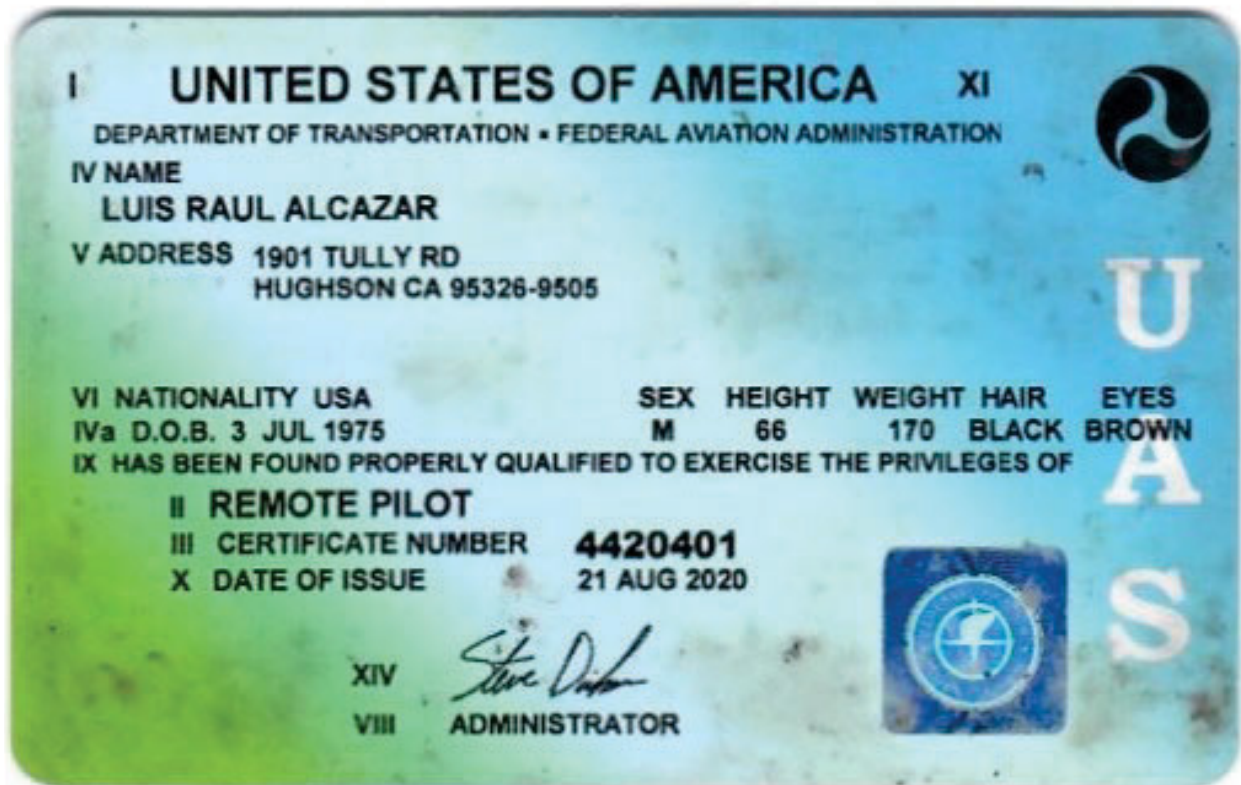 I UNITED STATES OF AMERICA XI
DEPARTMENT OF TRANSPORTATION ▪ FEDERAL AVIATION ADMINISTRATION
IV NAME
LUIS RAUL ALCAZAR
V ADDRESS 1901 TULLY RD
HUGHSON CA 95326-9505
VI NATIONALITY USA SEX HEIGHT WEIGHT HAIR EYES
IVa D.O.B. 3 JUL 1975 M 66 170 BLACK BROWN
IX HAS BEEN FOUND PROPERLY QUALIFIED TO EXERCISE THE PRIVILEGES OF
II REMOTE PILOT
III CERTIFICATE NUMBER 4420401
X DATE OF ISSUE 21 AUG 2020
XIV Steve Dickson
VIII ADMINISTRATOR
U
A
S